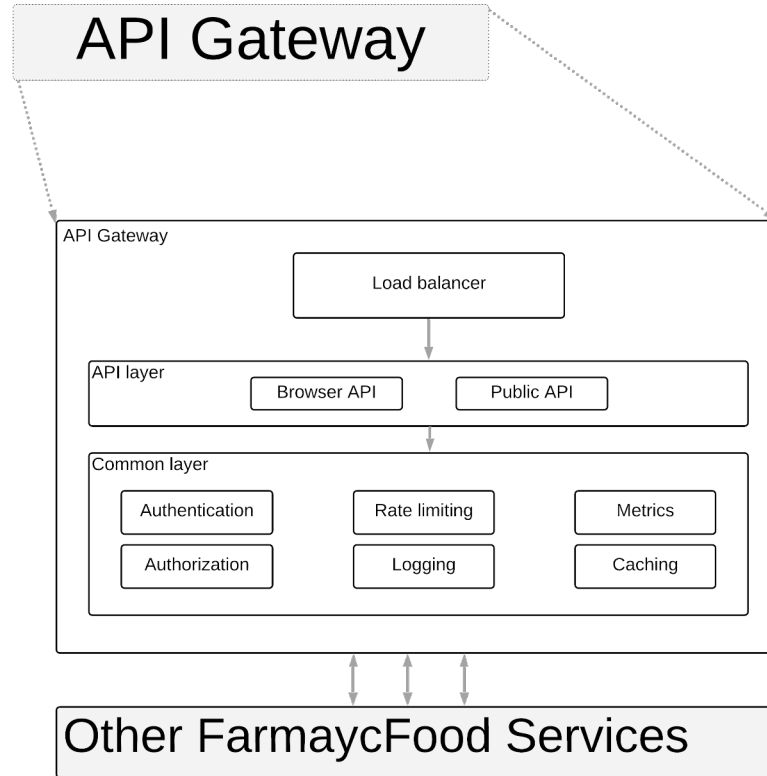 API Gateway
API Gateway
Load balancer
API layer
Browser API
Public API
Common layer
Authentication
Rate limiting
Metrics
Authorization
Logging
Caching
Other FarmaycFood Services